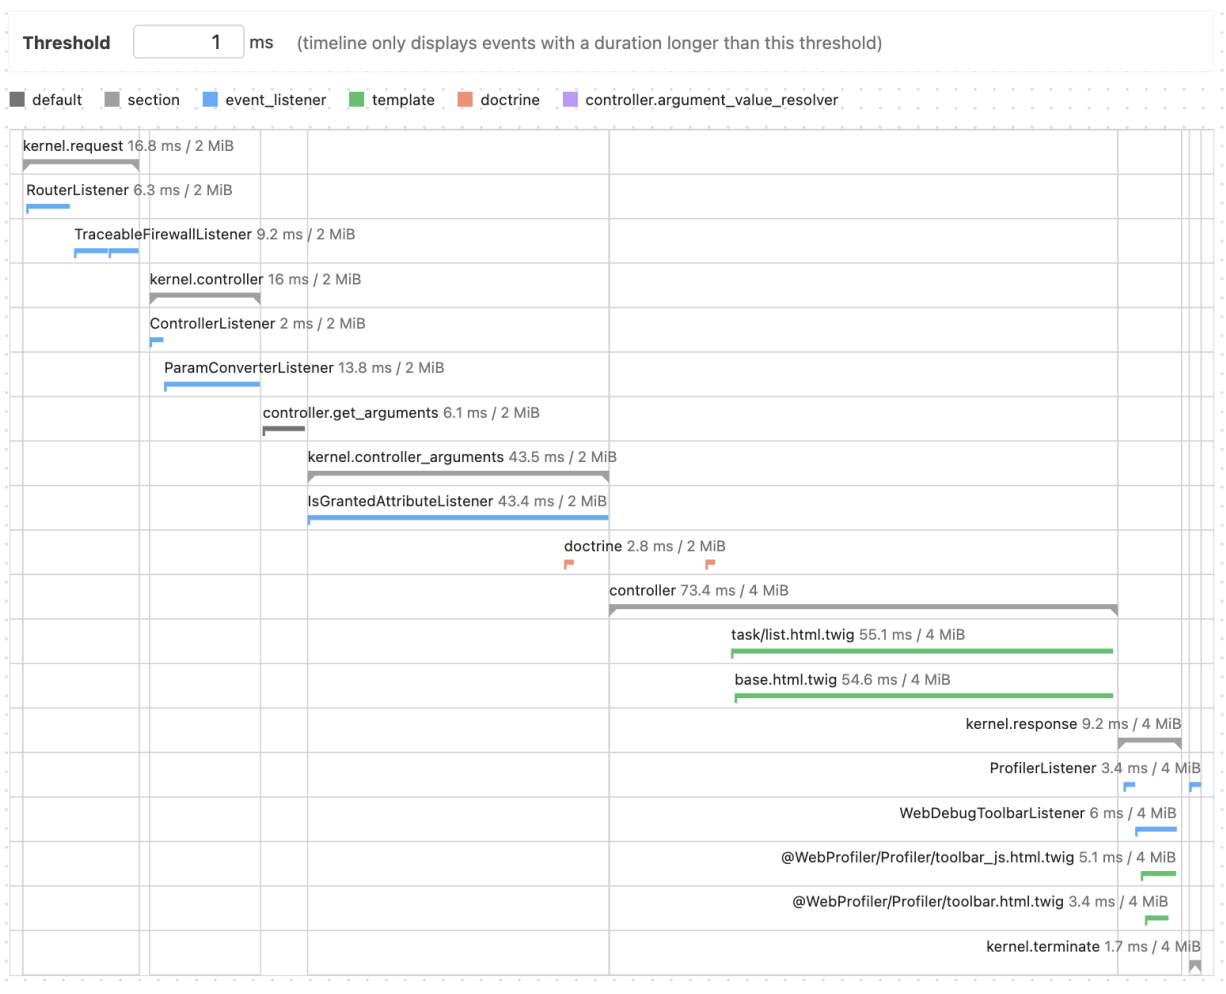 Threshold 1 ms (timeline only displays events with a duration longer than this threshold)
default section event_listener template doctrine controller.argument_value_resolver
kernel.request 16.8 ms / 2 MiB
RouterListener 6.3 ms / 2 MiB
TraceableFirewallListener 9.2 ms / 2 MiB
kernel.controller 16 ms / 2 MiB
ControllerListener 2 ms / 2 MiB
ParamConverterListener 13.8 ms / 2 MiB
controller.get_arguments 6.1 ms / 2 MiB
kernel.controller_arguments 43.5 ms / 2 MiB
IsGrantedAttributeListener 43.4 ms / 2 MiB
doctrine 2.8 ms / 2 MiB
controller 73.4 ms / 4 MiB
task/list.html.twig 55.1 ms / 4 MiB
base.html.twig 54.6 ms / 4 MiB
kernel.response 9.2 ms / 4 MiB
ProfilerListener 3.4 ms / 4 MiB
WebDebugToolbarListener 6 ms / 4 MiB
@WebProfiler/Profiler/toolbar_js.html.twig 5.1 ms / 4 MiB
@WebProfiler/Profiler/toolbar.html.twig 3.4 ms / 4 MiB
kernel.terminate 1.7 ms / 4 MiB